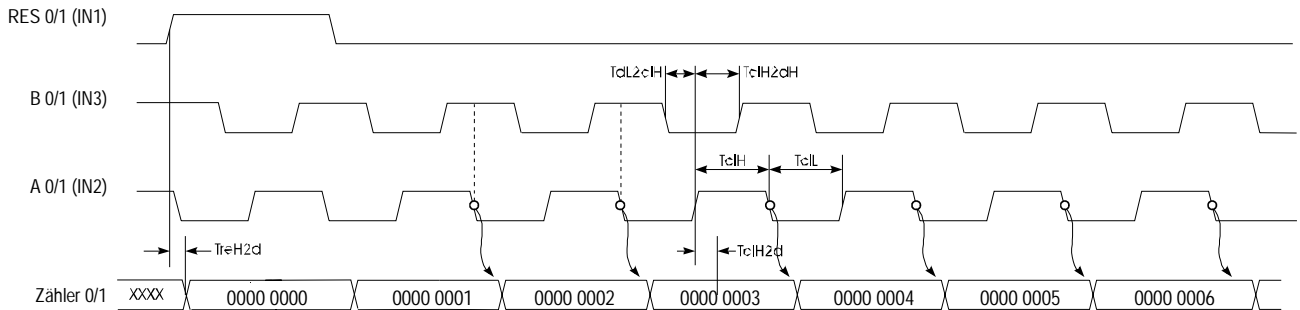 RES 0/1 (IN1)
TdL2clH
TclH2dH
B 0/1 (IN3)
TclH
TclL
A 0/1 (IN2)
TreH2d
TclH2d
Zähler 0/1
XXXX
0000 0000
0000 0001
0000 0002
0000 0003
0000 0004
0000 0005
0000 0006